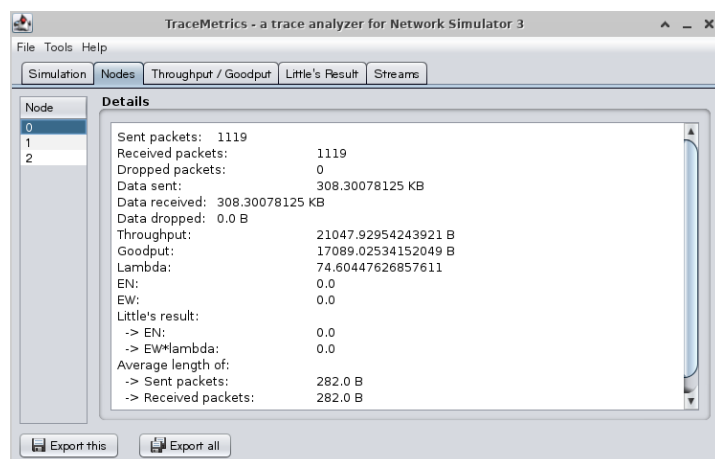 TraceMetrics - a trace analyzer for Network Simulator 3
File Tools Help
Simulation Nodes Throughput / Goodput Little's Result Streams
Node
0
1
2
Details
Sent packets: 1119
Received packets: 1119
Dropped packets: 0
Data sent: 308.30078125 KB
Data received: 308.30078125 KB
Data dropped: 0.0 B
Throughput: 21047.92954243921 B
Goodput: 17089.02534152049 B
Lambda: 74.60447626857611
EN: 0.0
EW: 0.0
Little's result:
-> EN: 0.0
-> EW*lambda: 0.0
Average length of:
-> Sent packets: 282.0 B
-> Received packets: 282.0 B
Export this Export all